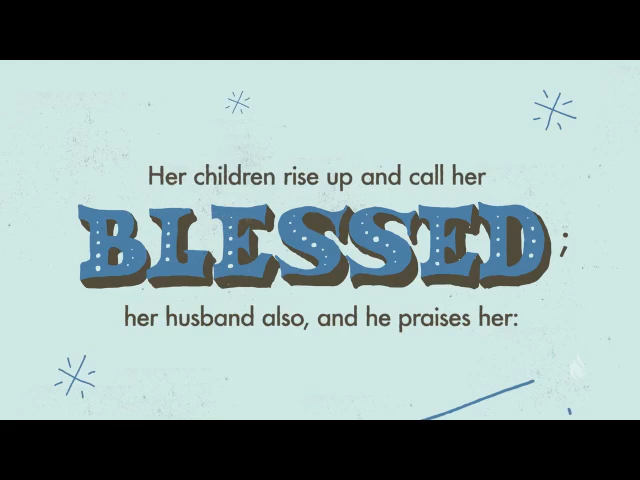 Her children rise up and call her
BLESSED;
her husband also, and he praises her: